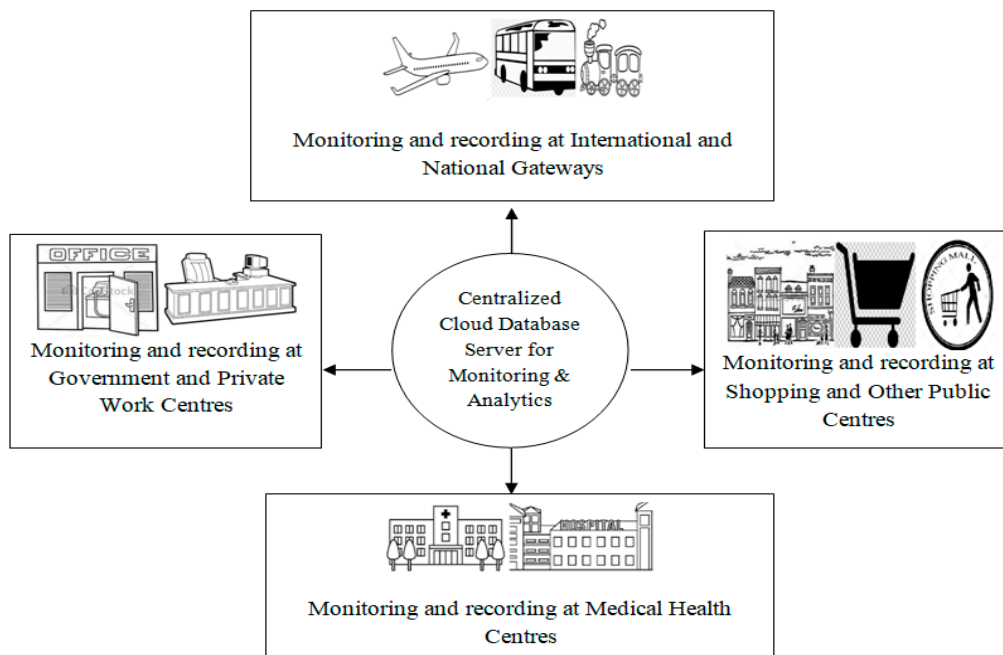 Monitoring and recording at International and
National Gateways
OFFICE
Monitoring and recording at
Government and Private
Work Centres
Centralized
Cloud Database
Server for
Monitoring &
Analytics
SHOPPING MALL
Monitoring and recording at
Shopping and Other Public
Centres
HOSPITAL
Monitoring and recording at Medical Health
Centres